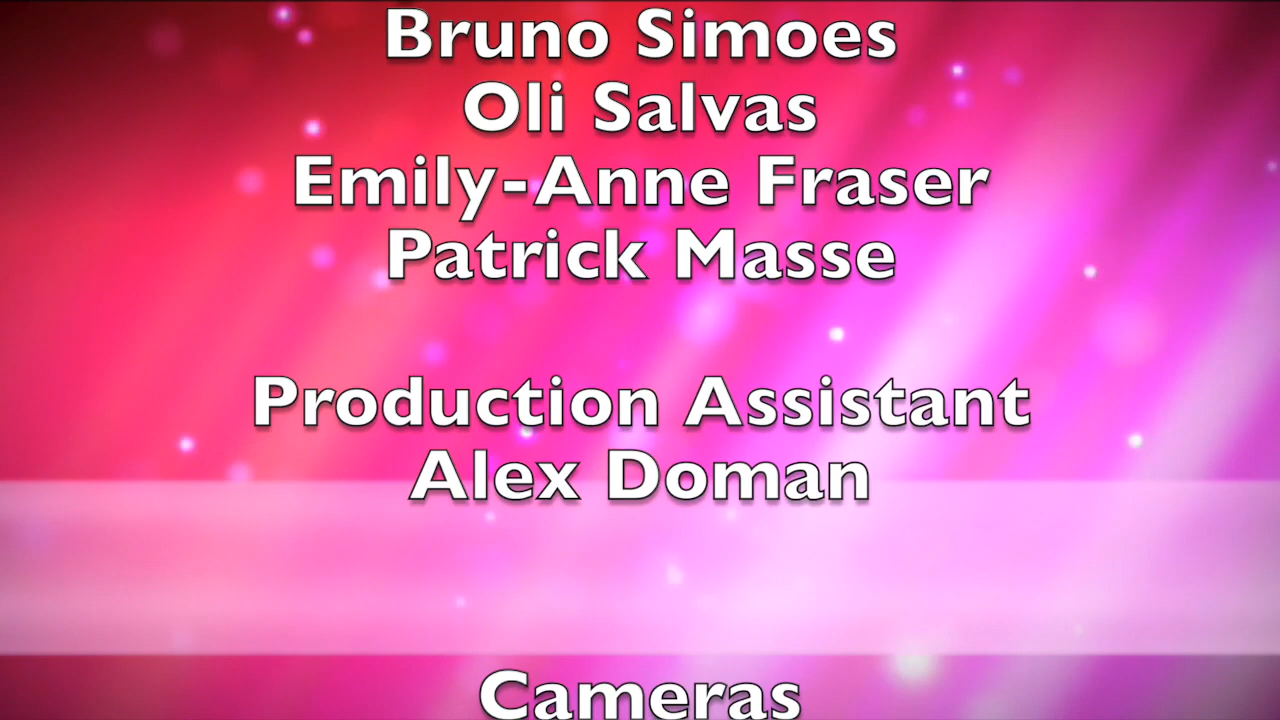 Bruno Simoes
Oli Salvas
Emily-Anne Fraser
Patrick Masse
Production Assistant
Alex Doman
Cameras